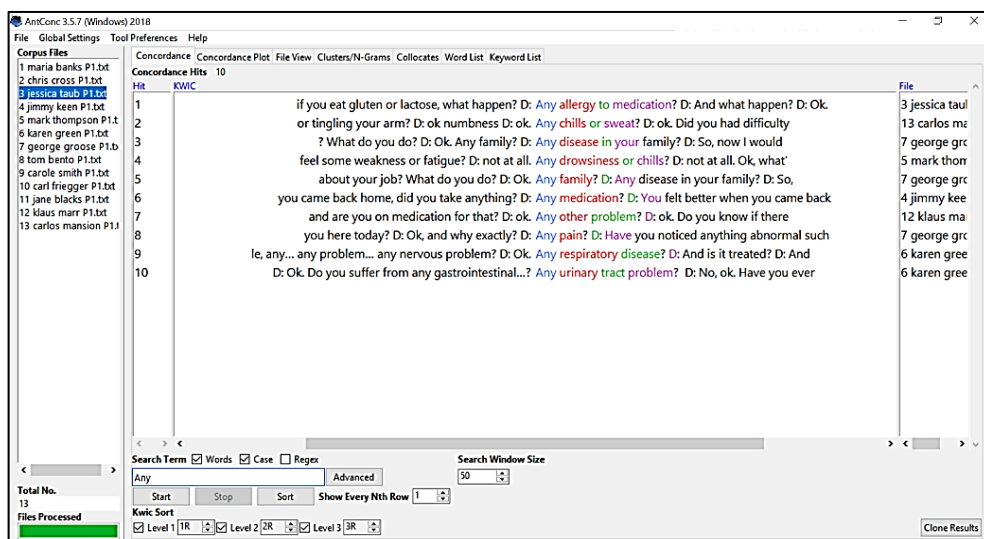 AntConc 3.5.7 (Windows) 2018
File Global Settings Tool Preferences Help
Corpus Files
1 maria banks P1.txt
2 chris cross P1.txt
3 jessica taub P1.txt
4 jimmy keen P1.txt
5 mark thompson P1.t
6 karen green P1.txt
7 george groose P1.b
8 tom bento P1.txt
9 carole smith P1.txt
10 carl friegger P1.txt
11 jane blacks P1.txt
12 klaus marr P1.txt
13 carlos mansion P1.t
Total No.
13
Files Processed
Concordance Concordance Plot File View Clusters/N-Grams Collocates Word List Keyword List
Concordance Hits 10
Hit KWIC File
1 if you eat gluten or lactose, what happen? D: Any allergy to medication? D: And what happen? D: Ok. 3 jessica taul
2 or tingling your arm? D: ok numbness D: ok. Any chills or sweat? D: ok. Did you had difficulty 13 carlos ma
3 ? What do you do? D: Ok. Any family? D: Any disease in your family? D: So, now I would 7 george gro
4 feel some weakness or fatigue? D: not at all. Any drowsiness or chills? D: not at all. Ok, what' 5 mark thom
5 about your job? What do you do? D: Ok. Any family? D: Any disease in your family? D: So, 7 george grc
6 you came back home, did you take anything? D: Any medication? D: You felt better when you came back 4 jimmy kee
7 and are you on medication for that? D: ok. Any other problem? D: ok. Do you know if there 12 klaus ma
8 you here today? D: Ok, and why exactly? D: Any pain? D: Have you noticed anything abnormal such 7 george grc
9 le, any... any problem... any nervous problem? D: Ok. Any respiratory disease? D: And is it treated? D: And 6 karen gree
10 D: Ok. Do you suffer from any gastrointestinal...? Any urinary tract problem? D: No, ok. Have you ever 6 karen gree
Search Term Words Case Regex Search Window Size
Any Advanced 50
Start Stop Sort Show Every Nth Row 1
Kwic Sort
Level 1 1R Level 2 2R Level 3 3R Clone Results